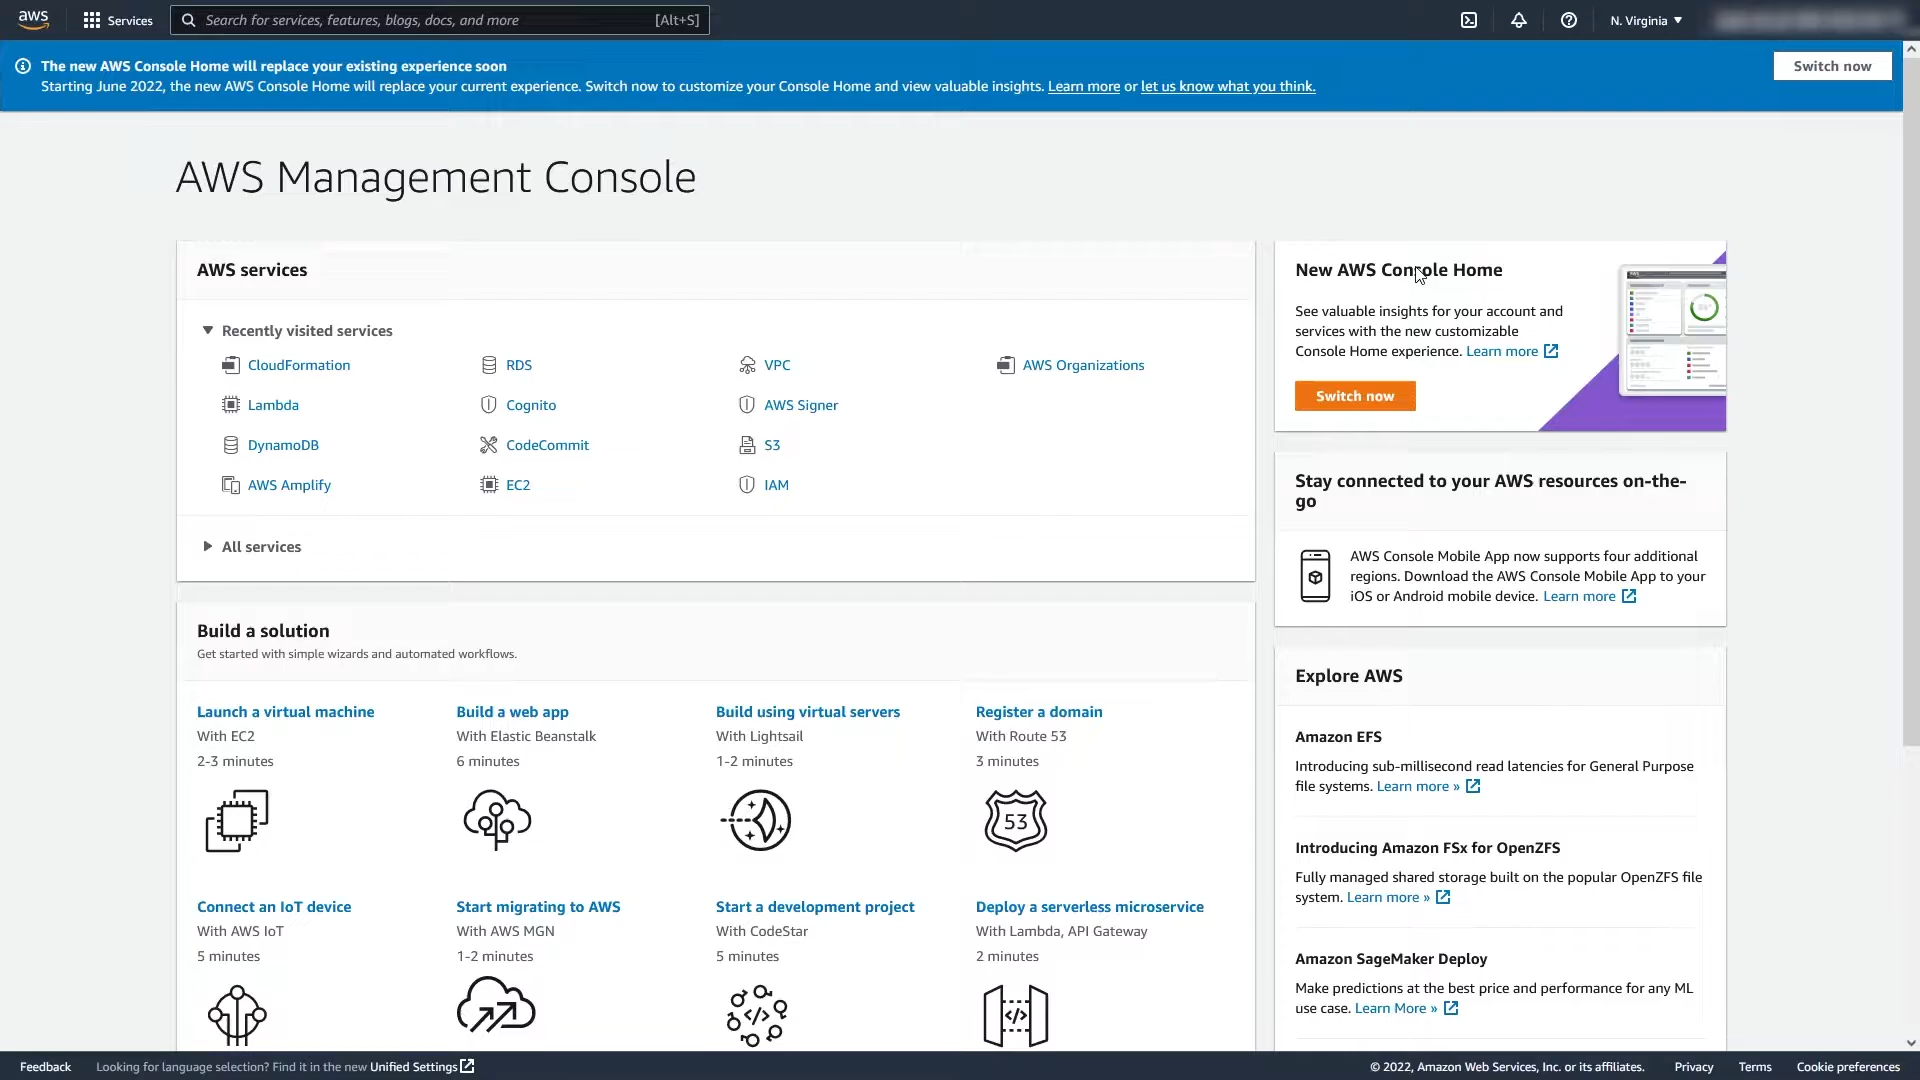 aws
Services
Search for services, features, blogs, docs, and more
[Alt+S]
N. Virginia
The new AWS Console Home will replace your existing experience soon
Starting June 2022, the new AWS Console Home will replace your current experience. Switch now to customize your Console Home and view valuable insights. Learn more or let us know what you think.
Switch now
AWS Management Console
AWS services
Recently visited services
CloudFormation
RDS
VPC
AWS Organizations
Lambda
Cognito
AWS Signer
DynamoDB
CodeCommit
S3
AWS Amplify
EC2
IAM
All services
Build a solution
Get started with simple wizards and automated workflows.
Launch a virtual machine
With EC2
2-3 minutes
Build a web app
With Elastic Beanstalk
6 minutes
Build using virtual servers
With Lightsail
1-2 minutes
Register a domain
With Route 53
3 minutes
53
Connect an IoT device
With AWS IoT
5 minutes
Start migrating to AWS
With AWS MGN
1-2 minutes
Start a development project
With CodeStar
5 minutes
Deploy a serverless microservice
With Lambda, API Gateway
2 minutes
New AWS Console Home
See valuable insights for your account and
services with the new customizable
Console Home experience. Learn more
Switch now
Stay connected to your AWS resources on-the-
go
AWS Console Mobile App now supports four additional
regions. Download the AWS Console Mobile App to your
iOS or Android mobile device. Learn more
Explore AWS
Amazon EFS
Introducing sub-millisecond read latencies for General Purpose
file systems. Learn more »
Introducing Amazon FSx for OpenZFS
Fully managed shared storage built on the popular OpenZFS file
system. Learn more »
Amazon SageMaker Deploy
Make predictions at the best price and performance for any ML
use case. Learn More »
Feedback
Looking for language selection? Find it in the new Unified Settings
© 2022, Amazon Web Services, Inc. or its affiliates.
Privacy
Terms
Cookie preferences